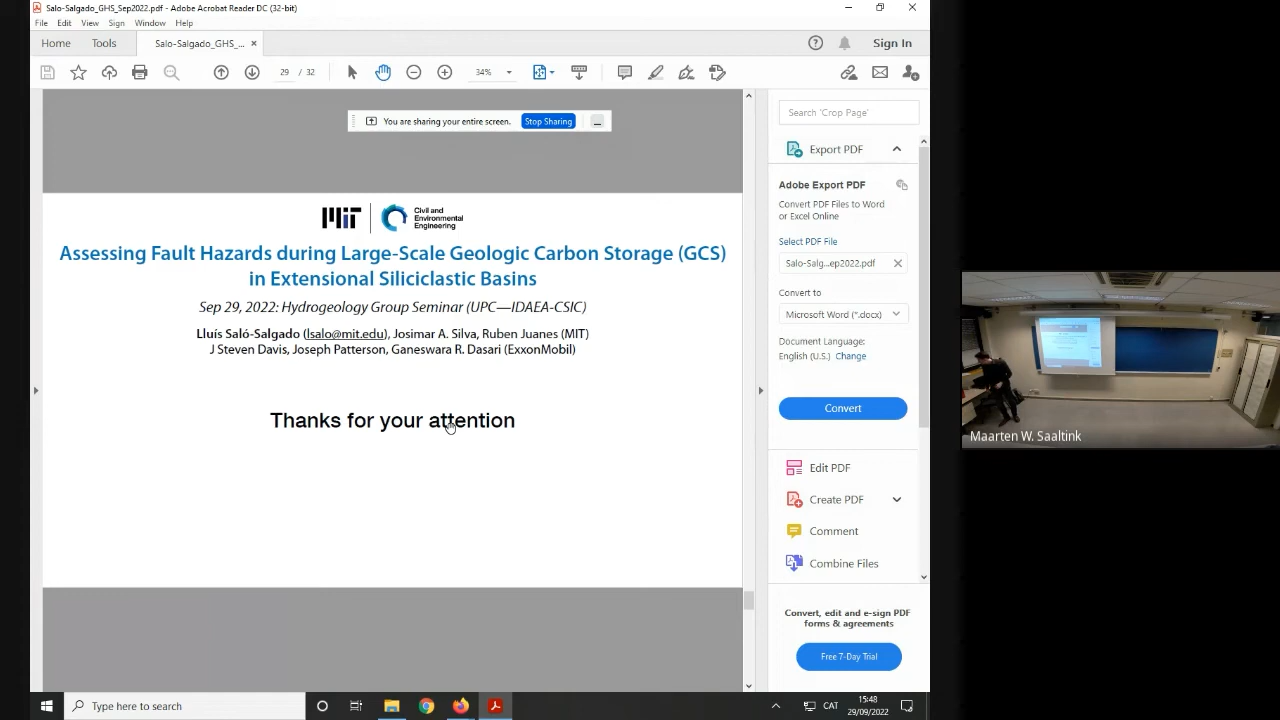 Salo-Salgado_GHS_Sep2022.pdf - Adobe Acrobat Reader DC (32-bit)
File Edit View Sign Window Help
Home Tools Salo-Salgado_GHS_... × Sign In
29 / 32 34%
You are sharing your entire screen. Stop Sharing
MIT Civil and
Environmental
Engineering
Assessing Fault Hazards during Large-Scale Geologic Carbon Storage (GCS)
in Extensional Siliciclastic Basins
Sep 29, 2022: Hydrogeology Group Seminar (UPC—IDAEA-CSIC)
Lluís Saló-Salgado (lsalo@mit.edu), Josimar A. Silva, Ruben Juanes (MIT)
J Steven Davis, Joseph Patterson, Ganeswara R. Dasari (ExxonMobil)
Thanks for your attention
Search 'Crop Page'
Export PDF
Adobe Export PDF
Convert PDF Files to Word
or Excel Online
Select PDF File
Salo-Salg...ep2022.pdf
Convert to
Microsoft Word (*.docx)
Document Language:
English (U.S.) Change
Convert
Edit PDF
Create PDF
Comment
Combine Files
Convert, edit and e-sign PDF
forms & agreements
Free 7-Day Trial
Maarten W. Saaltink
Type here to search
CAT
15:48
29/09/2022